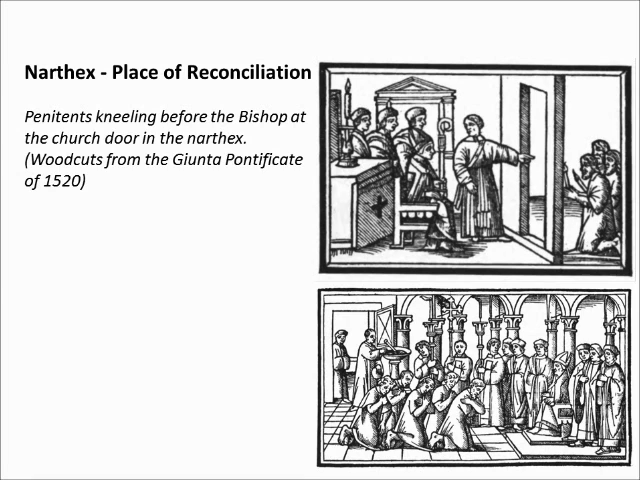 Narthex - Place of Reconciliation
Penitents kneeling before the Bishop at
the church door in the narthex.
(Woodcuts from the Giunta Pontificate
of 1520)